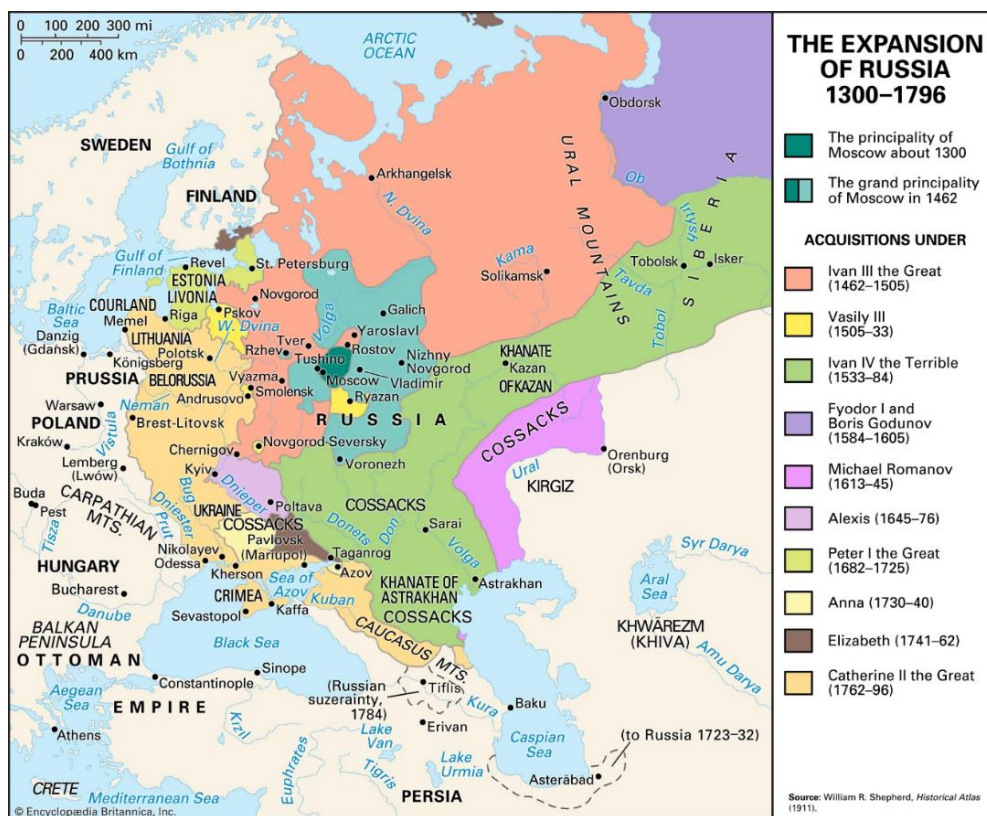 0 100 200 300 mi
0 200 400 km
ARCTIC
OCEAN
Obdorsk
SWEDEN
Gulf of
Bothnia
FINLAND
Arkhangelsk
N. Dvina
URAL MOUNTAINS
Ob
Irtysh
SIBERIA
Tobolsk
Isker
Tavda
Tobol
Kama
Solikamsk
Gulf of
Finland
Revel
St. Petersburg
ESTONIA
LIVONIA
Novgorod
Baltic
Sea
COURLAND
Riga
Pskov
W. Dvina
Volga
Galich
Memel
LITHUANIA
Tver
Yaroslavl
Danzig
(Gdańsk)
Königsberg
Polotsk
Rzhev
Rostov
Nizhny
Novgorod
Tushino
Moscow
Vladimir
KHANATE
Kazan
OF KAZAN
PRUSSIA
BELORUSSIA
Vyazma
Smolensk
Ryazan
Warsaw
Neman
Andrusovo
RUSSIA
COSSACKS
POLAND
Vistula
Brest-Litovsk
Kraków
Chernigov
Novgorod-Seversky
Orenburg
(Orsk)
Lemberg
(Lwów)
Kyiv
Voronezh
Ural
KIRGIZ
CARPATHIAN
MTS.
Buda
Pest
Tisza
Bug
Dniester
Prut
Dnieper
Poltava
COSSACKS
UKRAINE
COSSACKS
Donets
Don
Sarai
Volga
Pavlovsk
(Mariupol)
Taganrog
Nikolayev
Odessa
Kherson
Azov
Astrakhan
Syr Darya
HUNGARY
Bucharest
Danube
CRIMEA
Sea of
Azov
Kuban
KHANATE OF
ASTRAKHAN
COSSACKS
Aral
Sea
Sevastopol
Kaffa
BALKAN
PENINSULA
Black Sea
CAUCASUS MTS.
KHWĀREZM
(KHIVA)
Amu Darya
OTTOMAN
EMPIRE
Sinope
Constantinople
(Russian
suzerainty,
1784)
Tiflis
Kura
Baku
Aegean
Sea
Athens
Kızıl
Erivan
Lake
Van
Caspian
Sea
(to Russia 1723–32)
Euphrates
Tigris
Lake
Urmia
Asterābad
CRETE
Mediterranean Sea
PERSIA
© Encyclopædia Britannica, Inc.
THE EXPANSION
OF RUSSIA
1300–1796
The principality of
Moscow about 1300
The grand principality
of Moscow in 1462
ACQUISITIONS UNDER
Ivan III the Great
(1462–1505)
Vasily III
(1505–33)
Ivan IV the Terrible
(1533–84)
Fyodor I and
Boris Godunov
(1584–1605)
Michael Romanov
(1613–45)
Alexis (1645–76)
Peter I the Great
(1682–1725)
Anna (1730–40)
Elizabeth (1741–62)
Catherine II the Great
(1762–96)
Source: William R. Shepherd, Historical Atlas
(1911).